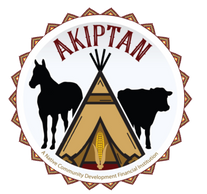 AKIPTAN
A Native Community Development Financial Institution